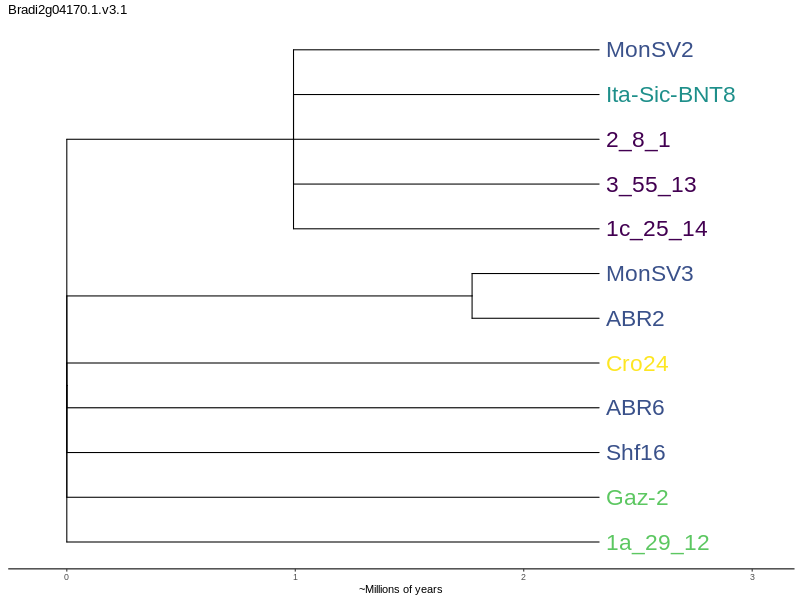 Bradi2g04170.1.v3.1
MonSV2
Ita-Sic-BNT8
2_8_1
3_55_13
1c_25_14
MonSV3
ABR2
Cro24
ABR6
Shf16
Gaz-2
1a_29_12
0 1 2 3
~Millions of years